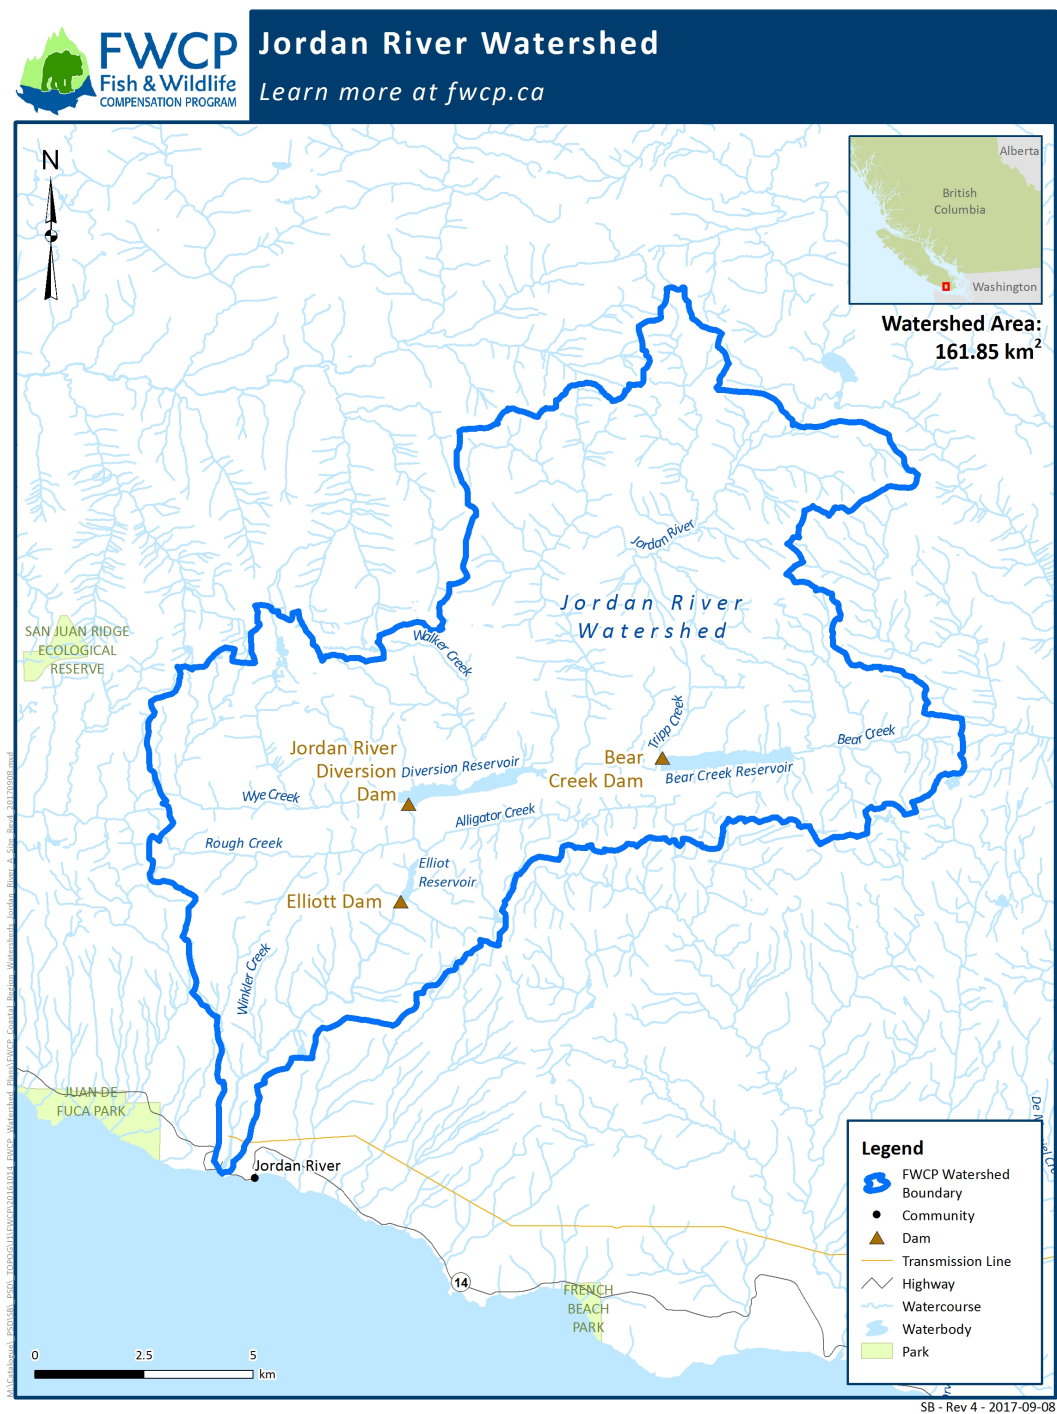 FWCP
Fish & Wildlife
COMPENSATION PROGRAM
Jordan River Watershed
Learn more at fwcp.ca
N
Alberta
British
Columbia
Washington
Watershed Area:
161.85 km2
Jordan River
Jordan River
Watershed
SAN JUAN RIDGE
ECOLOGICAL
RESERVE
Walker Creek
Tripp Creek
Bear Creek
Jordan River
Diversion
Dam
Diversion Reservoir
Bear
Creek Dam
Bear Creek Reservoir
Wye Creek
Alligator Creek
Rough Creek
Elliot
Reservoir
Elliott Dam
Winkler Creek
JUAN DE
FUCA PARK
Jordan River
14
FRENCH
BEACH
PARK
Legend
FWCP Watershed
Boundary
Community
Dam
Transmission Line
Highway
Watercourse
Waterbody
Park
0 2.5 5
km
SB - Rev 4 - 2017-09-08